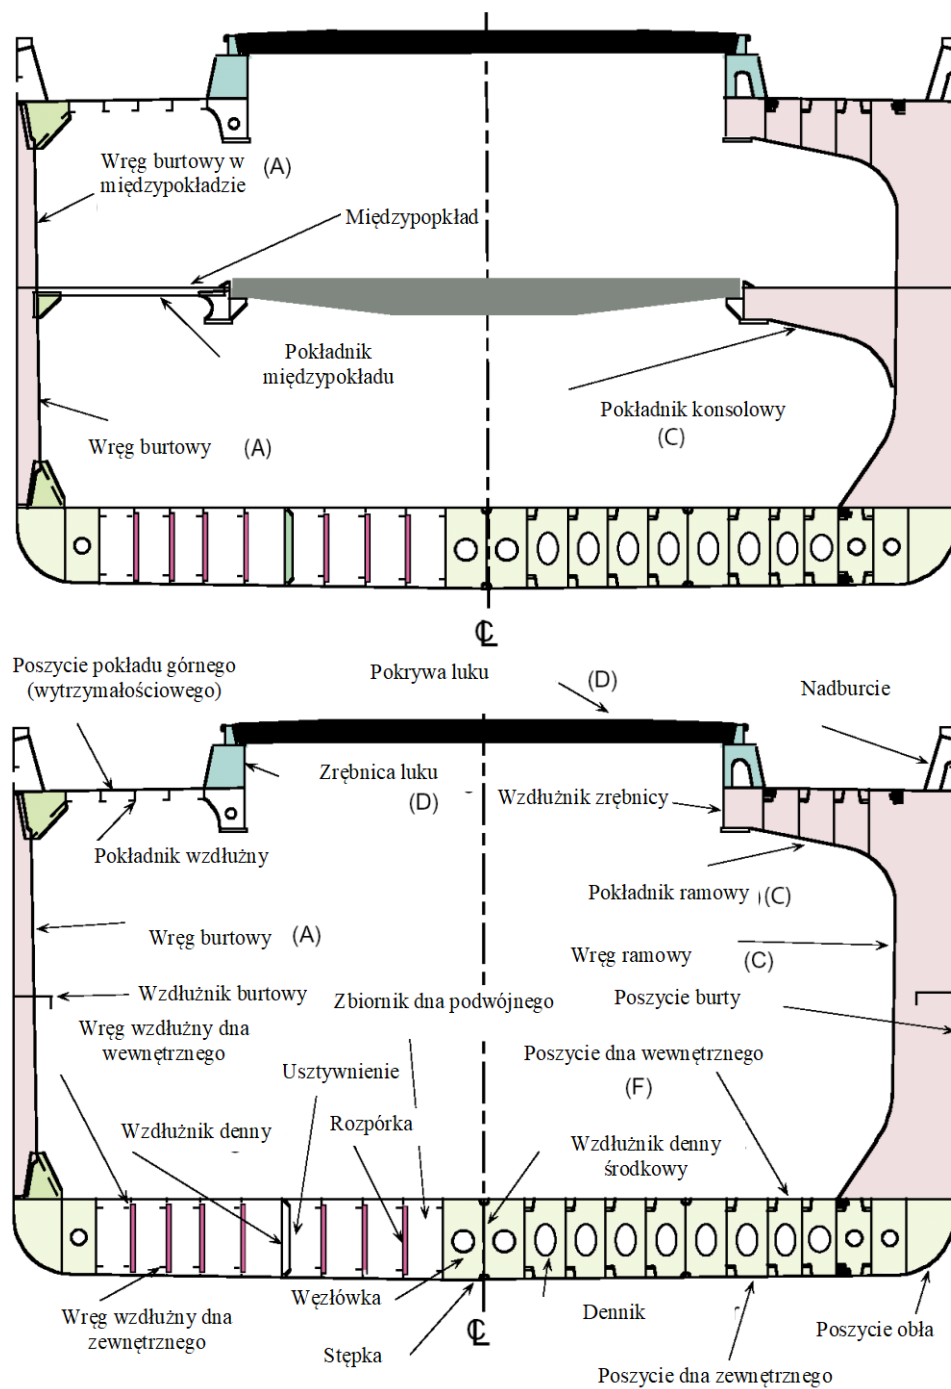 Wręg burtowy w (A)
międzypokładzie
Międzypopkład
Pokładnik
międzypokładu
Pokładnik konsolowy
(C)
Wręg burtowy (A)
℄
Poszycie pokładu górnego
(wytrzymałościowego)
Pokrywa luku (D)
Nadburcie
Zrębnica luku
(D)
Wzdłużnik zrębnicy
Pokładnik wzdłużny
Pokładnik ramowy (C)
Wręg burtowy (A)
Wręg ramowy
(C)
Wzdłużnik burtowy
Zbiornik dna podwójnego
Poszycie burty
Wręg wzdłużny dna
wewnętrznego
Poszycie dna wewnętrznego
(F)
Usztywnienie
Wzdłużnik denny
Rozpórka
Wzdłużnik denny
środkowy
Węzłówka
Dennik
Wręg wzdłużny dna
zewnętrznego
Stępka
℄
Poszycie obła
Poszycie dna zewnętrznego